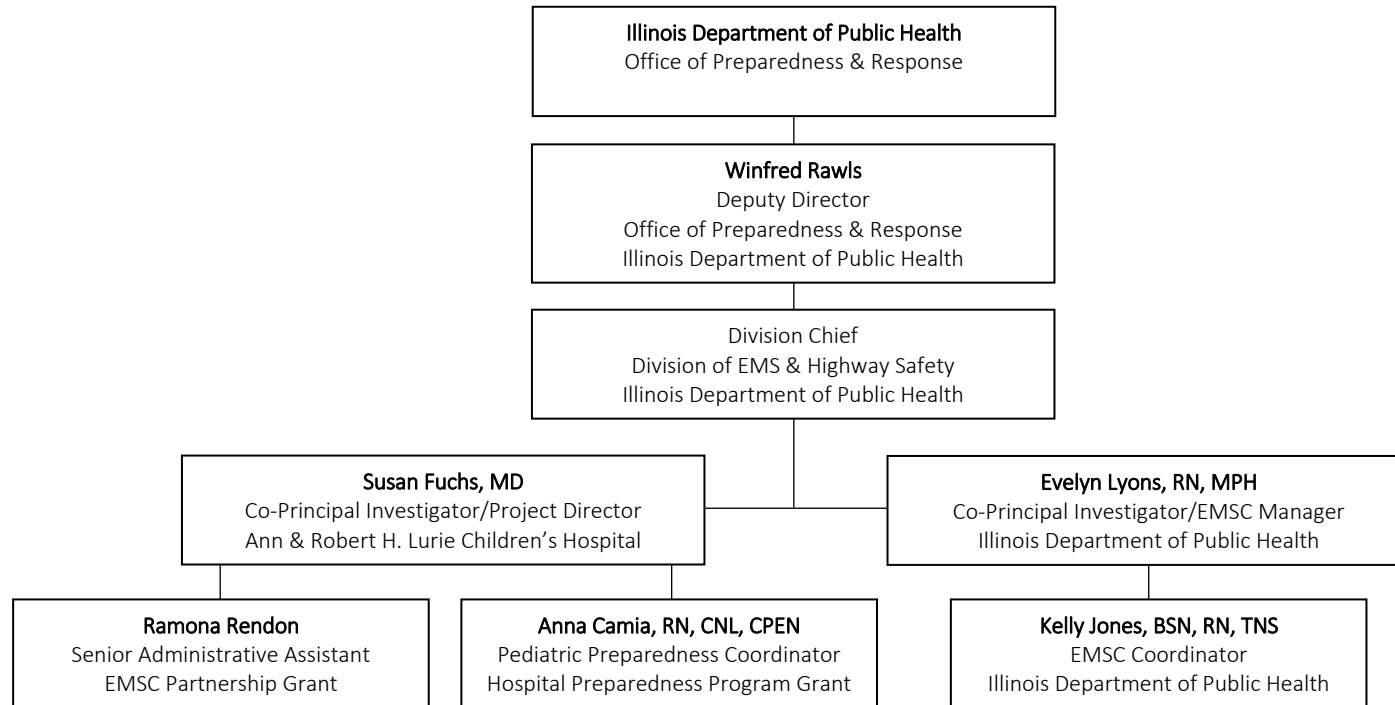 Illinois Department of Public Health
Office of Preparedness & Response
Winfred Rawls
Deputy Director
Office of Preparedness & Response
Illinois Department of Public Health
Division Chief
Division of EMS & Highway Safety
Illinois Department of Public Health
Susan Fuchs, MD
Co-Principal Investigator/Project Director
Ann & Robert H. Lurie Children’s Hospital
Evelyn Lyons, RN, MPH
Co-Principal Investigator/EMSC Manager
Illinois Department of Public Health
Ramona Rendon
Senior Administrative Assistant
EMSC Partnership Grant
Anna Camia, RN, CNL, CPEN
Pediatric Preparedness Coordinator
Hospital Preparedness Program Grant
Kelly Jones, BSN, RN, TNS
EMSC Coordinator
Illinois Department of Public Health